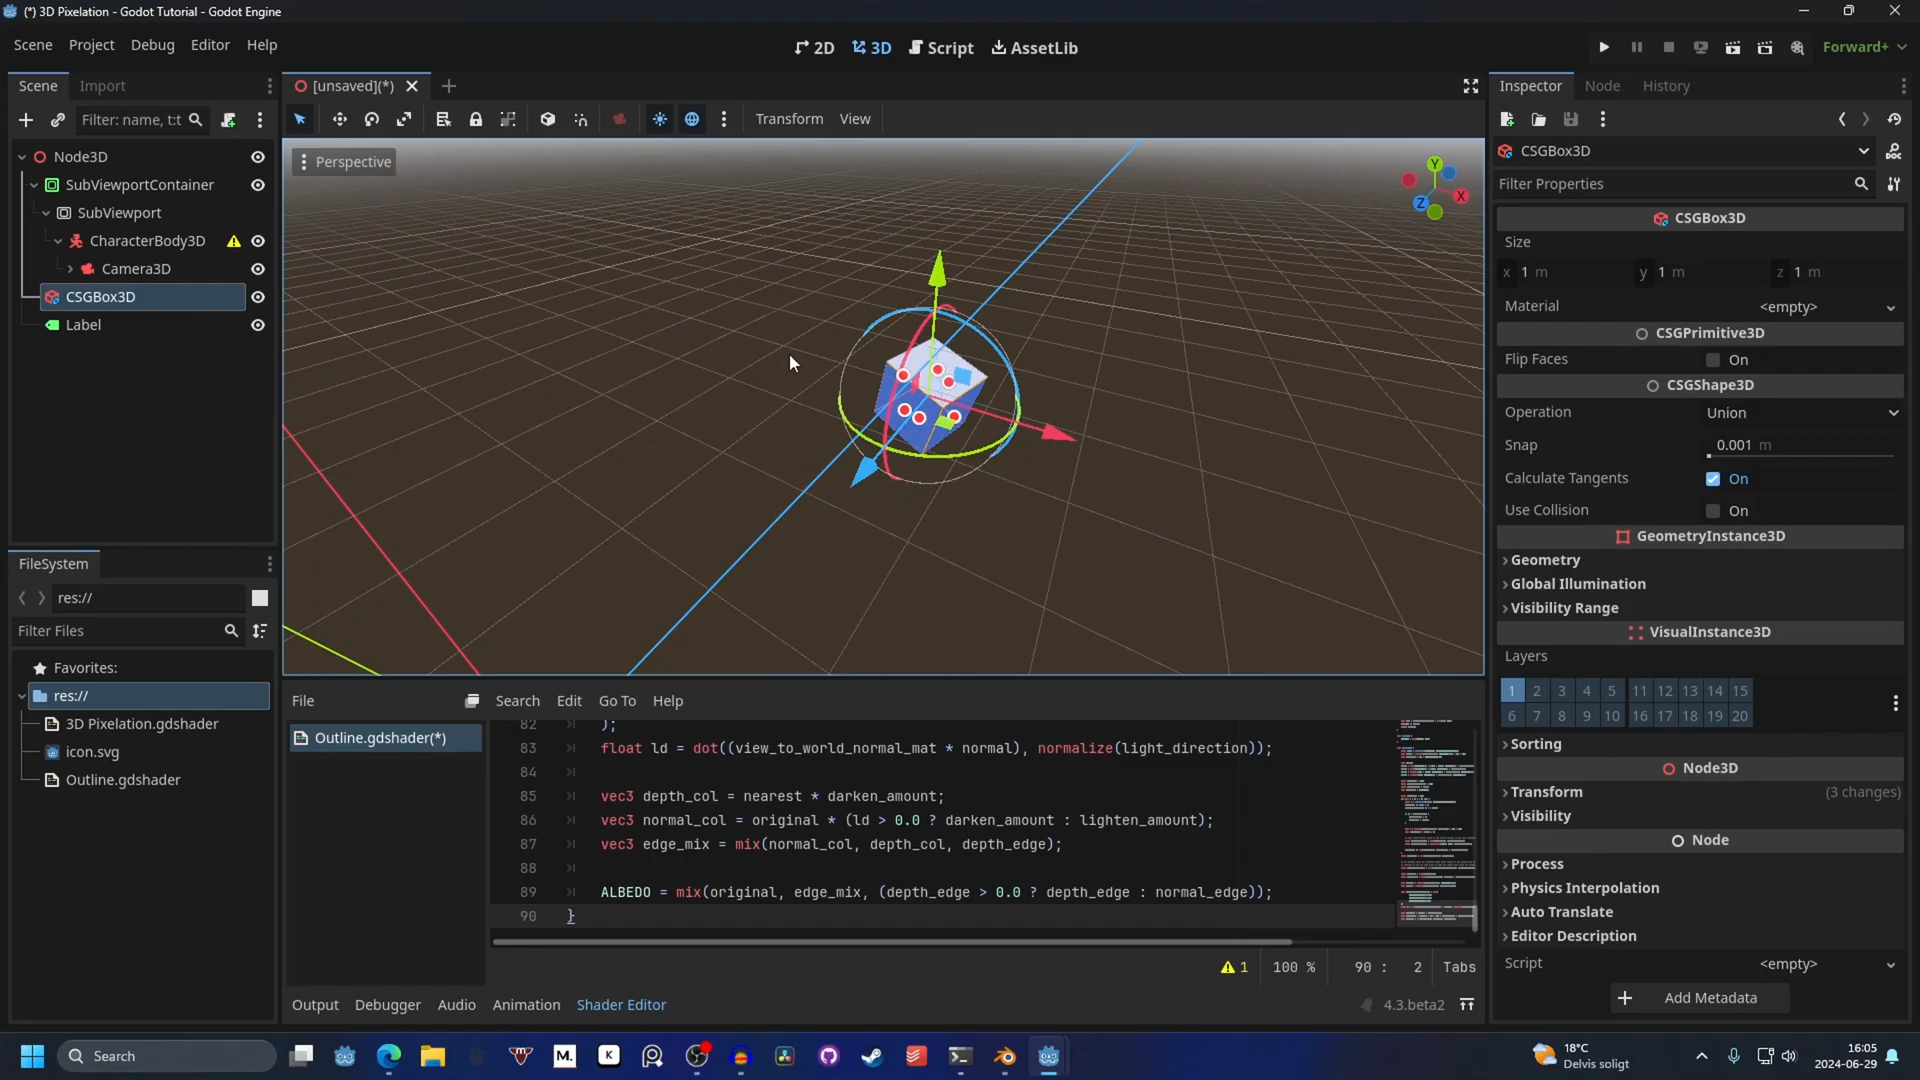 (*) 3D Pixelation - Godot Tutorial - Godot Engine
Scene Project Debug Editor Help
2D 3D Script AssetLib
Forward+
Scene Import
[unsaved](*)
Inspector Node History
Filter: name, t:t
Transform View
Node3D
SubViewportContainer
SubViewport
CharacterBody3D
Camera3D
CSGBox3D
Label
Perspective
Y
X
Z
CSGBox3D
Filter Properties
CSGBox3D
Size
x 1 m y 1 m z 1 m
Material <empty>
CSGPrimitive3D
Flip Faces On
CSGShape3D
Operation Union
Snap 0.001 m
Calculate Tangents On
Use Collision On
GeometryInstance3D
Geometry
Global Illumination
Visibility Range
VisualInstance3D
Layers
1 2 3 4 5 11 12 13 14 15
6 7 8 9 10 16 17 18 19 20
Sorting
Node3D
Transform (3 changes)
Visibility
Node
Process
Physics Interpolation
Auto Translate
Editor Description
Script <empty>
Add Metadata
FileSystem
res://
Filter Files
Favorites:
res://
3D Pixelation.gdshader
icon.svg
Outline.gdshader
File Search Edit Go To Help
Outline.gdshader(*)
82 );
83 float ld = dot((view_to_world_normal_mat * normal), normalize(light_direction));
84
85 vec3 depth_col = nearest * darken_amount;
86 vec3 normal_col = original * (ld > 0.0 ? darken_amount : lighten_amount);
87 vec3 edge_mix = mix(normal_col, depth_col, depth_edge);
88
89 ALBEDO = mix(original, edge_mix, (depth_edge > 0.0 ? depth_edge : normal_edge));
90 }
1 100 % 90 : 2 Tabs
Output Debugger Audio Animation Shader Editor
4.3.beta2
Search
M.
K
18°C
Delvis soligt
16:05
2024-06-29